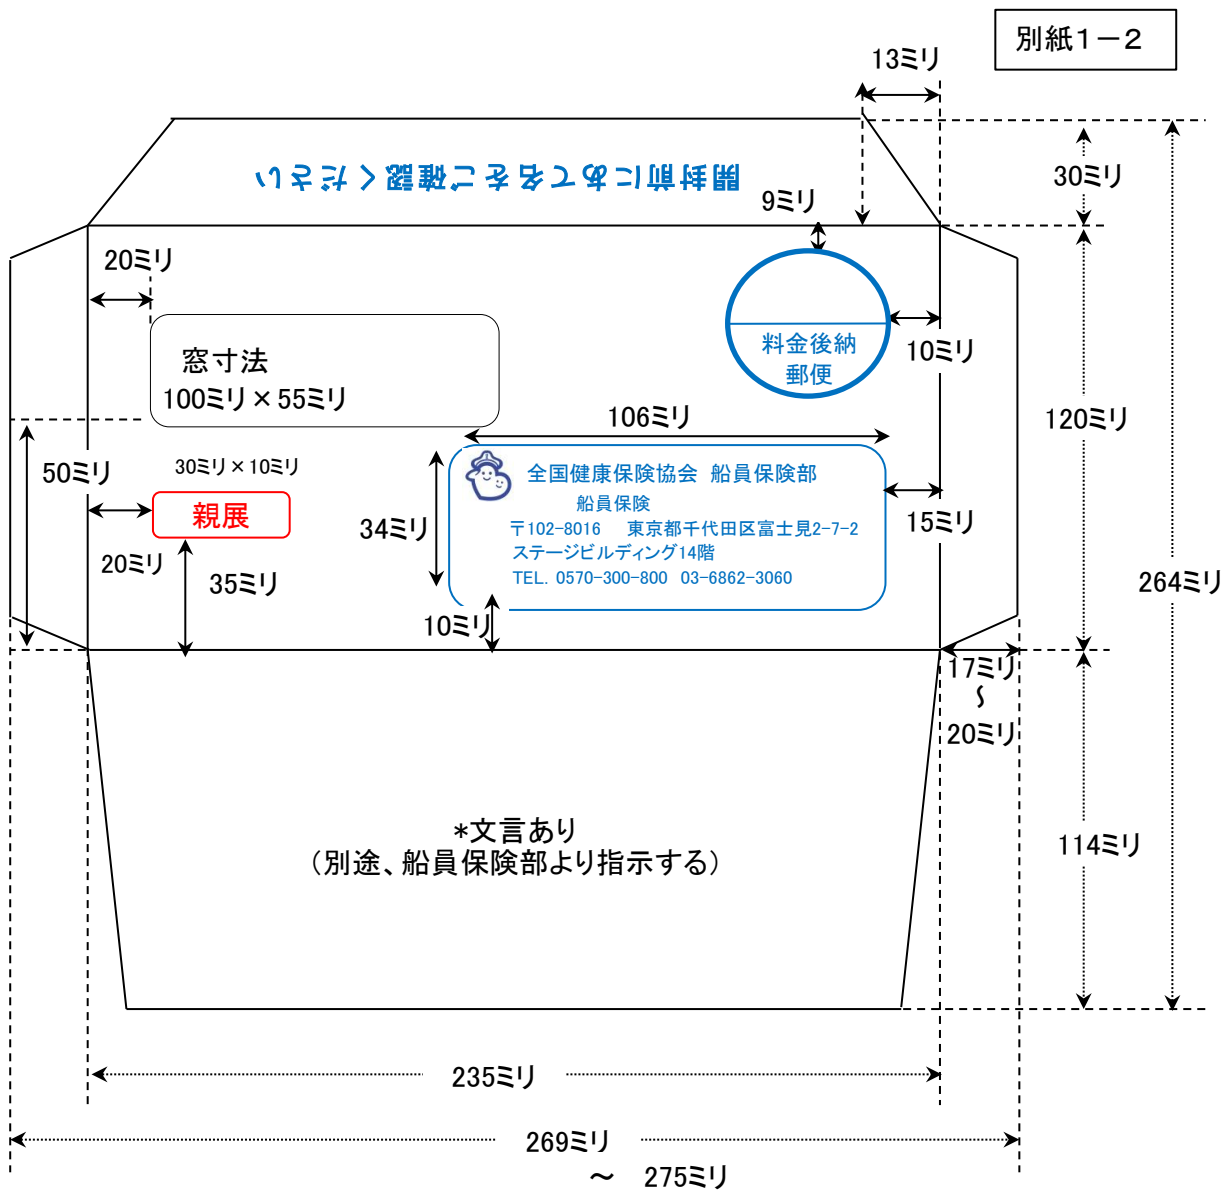 別紙1-2
13ミリ
開封前にあて名をご確認ください
30ミリ
9ミリ
20ミリ
料金後納
郵便
10ミリ
窓寸法
100ミリ×55ミリ
106ミリ
120ミリ
50ミリ
30ミリ×10ミリ
親展
20ミリ
35ミリ
34ミリ
全国健康保険協会 船員保険部
船員保険
〒102-8016 東京都千代田区富士見2-7-2
ステージビルディング14階
TEL. 0570-300-800 03-6862-3060
15ミリ
10ミリ
264ミリ
17ミリ
～
20ミリ
*文言あり
（別途、船員保険部より指示する）
114ミリ
235ミリ
269ミリ
～ 275ミリ